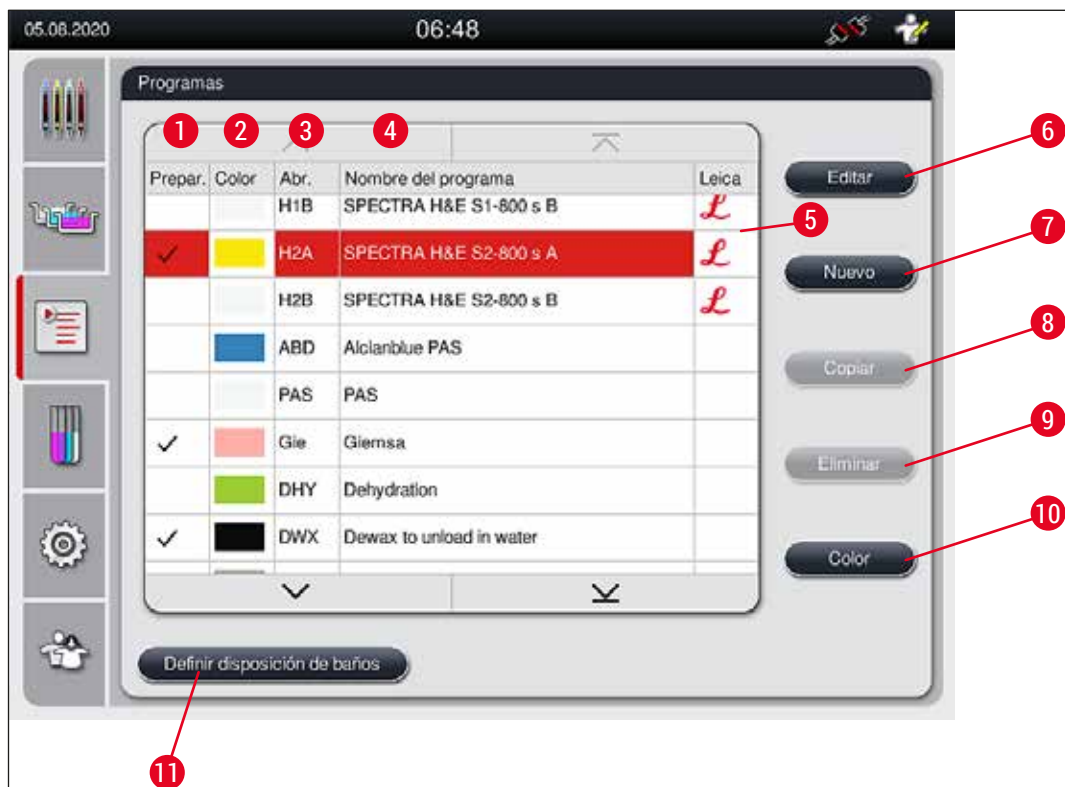 05.08.2020 06:48
Programas
1 2 3 4
6
Prepar. Color Abr. Nombre del programa Leica
Editar
H1B SPECTRA H&E S1-800 s B
5
7
H2A SPECTRA H&E S2-800 s A
Nuevo
H2B SPECTRA H&E S2-800 s B
8
ABD Alcianblue PAS
Copiar
PAS PAS
9
Gie Giemsa
Eliminar
DHY Dehydration
10
DWX Dewax to unload in water
Color
Definir disposición de baños
11